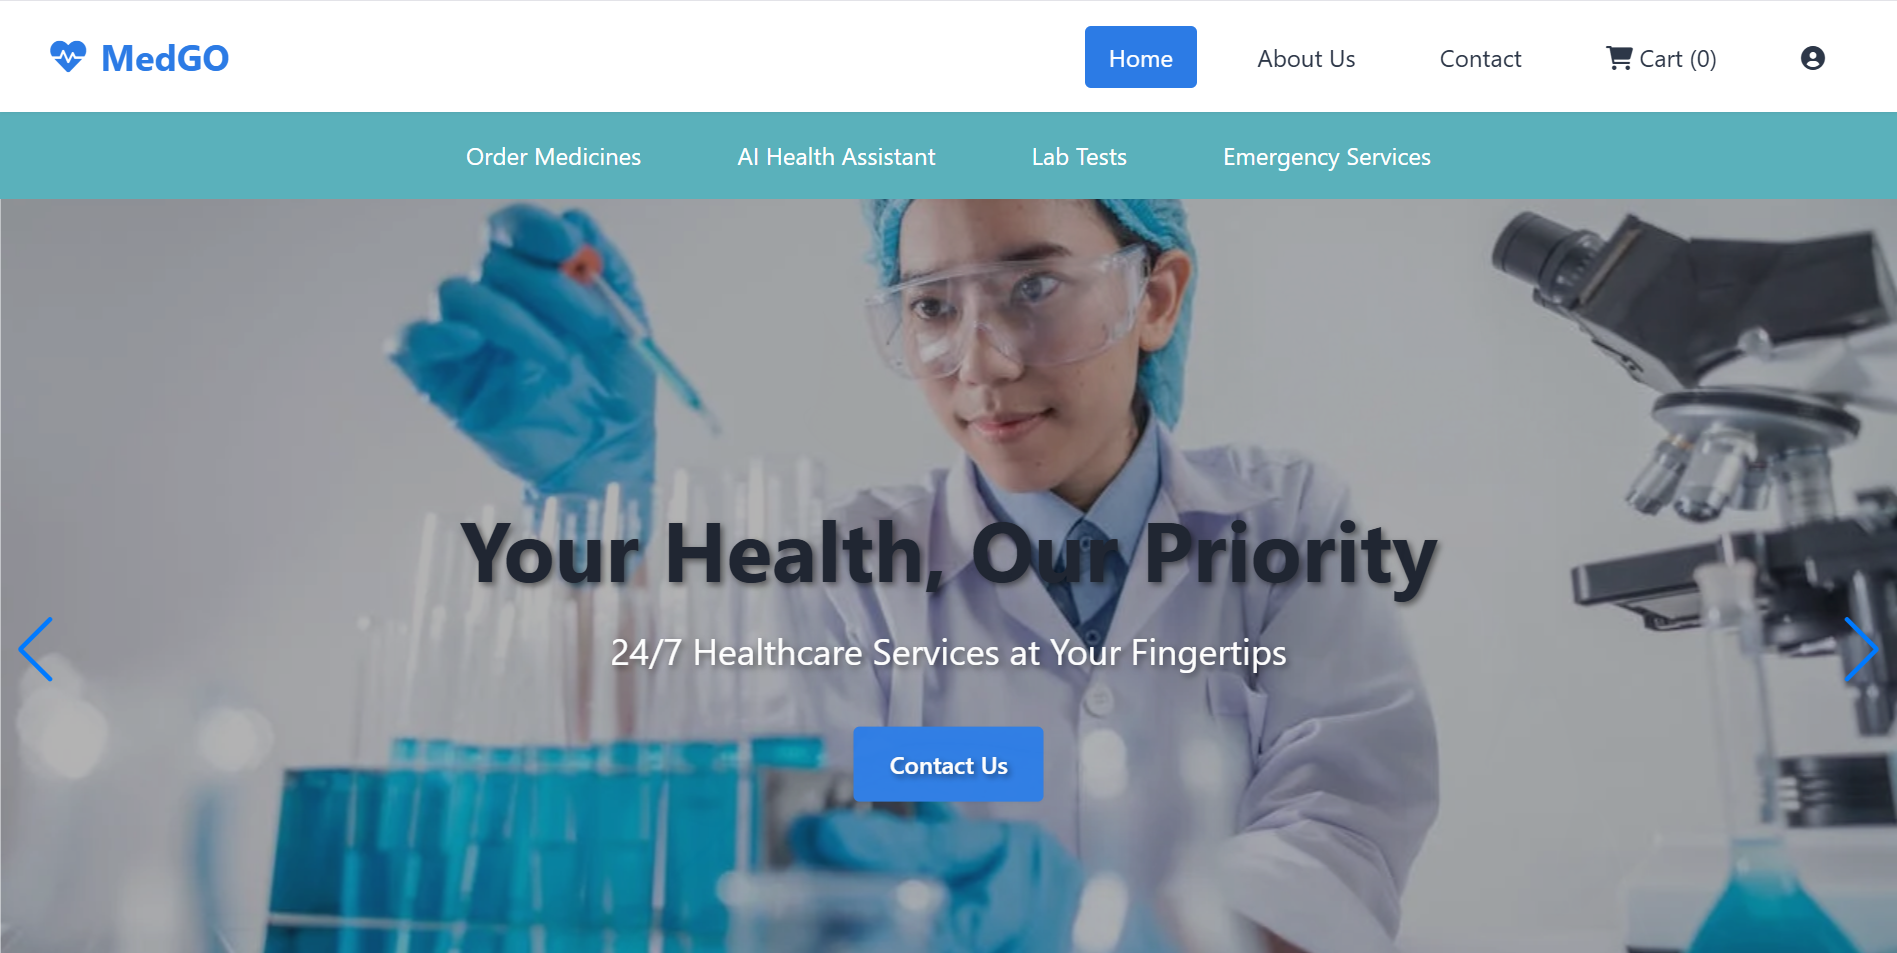 MedGO
Home
About Us
Contact
Cart (0)
Order Medicines
AI Health Assistant
Lab Tests
Emergency Services
Your Health, Our Priority
24/7 Healthcare Services at Your Fingertips
Contact Us